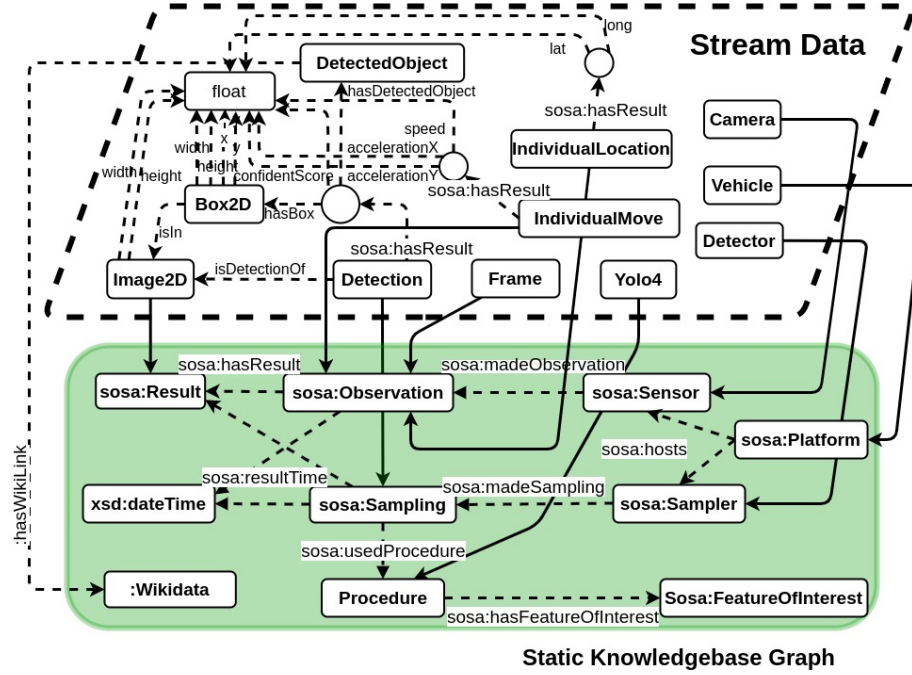 long
lat
Stream Data
DetectedObject
float
hasDetectedObject
sosa:hasResult
Camera
speed
x
y
width
accelerationX
IndividualLocation
height
width
height
confidentScore
accelerationY
Vehicle
sosa:hasResult
Box2D
hasBox
IndividualMove
isIn
sosa:hasResult
Detector
Image2D
isDetectionOf
Detection
Frame
Yolo4
sosa:hasResult
sosa:madeObservation
sosa:Result
sosa:Observation
sosa:Sensor
sosa:Platform
sosa:hosts
:hasWikiLink
sosa:resultTime
sosa:madeSampling
xsd:dateTime
sosa:Sampling
sosa:Sampler
sosa:usedProcedure
:Wikidata
Procedure
Sosa:FeatureOfInterest
sosa:hasFeatureOfInterest
Static Knowledgebase Graph